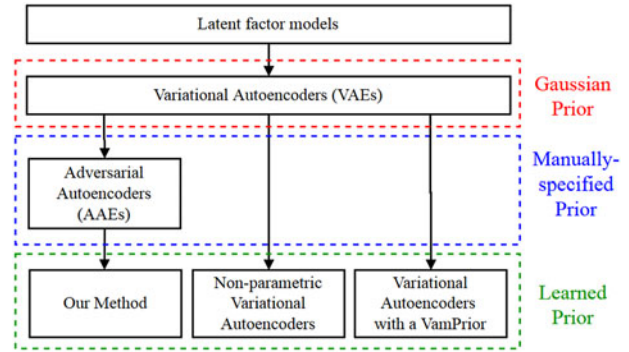 Latent factor models
Variational Autoencoders (VAEs)
Gaussian
Prior
Adversarial
Autoencoders
(AAEs)
Manually-
specified
Prior
Our Method
Non-parametric
Variational
Autoencoders
Variational
Autoencoders
with a VamPrior
Learned
Prior